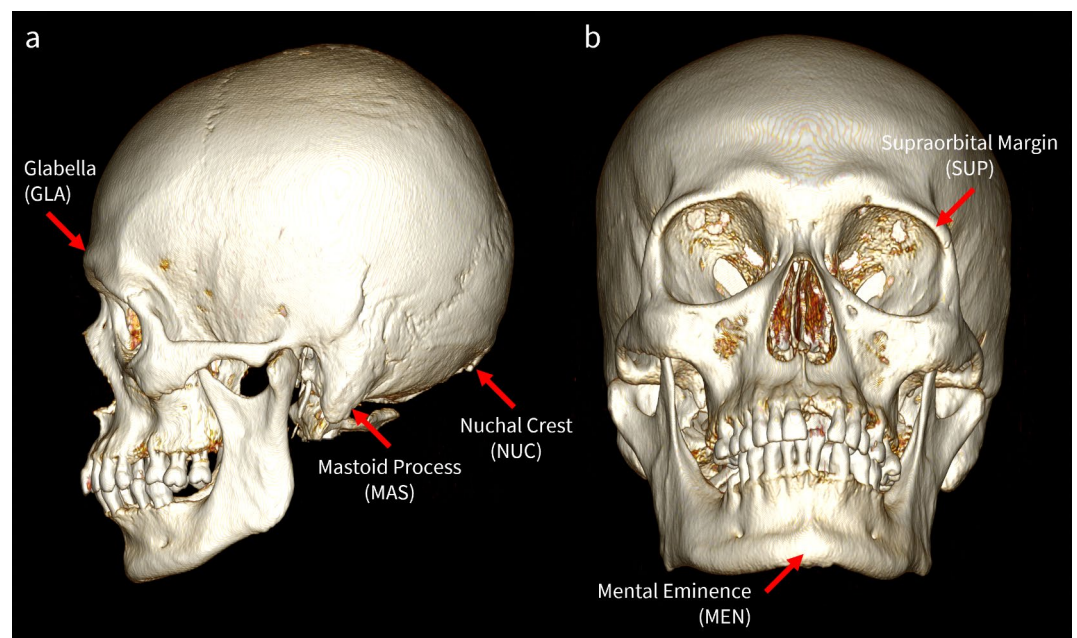 a
Glabella
(GLA)
Nuchal Crest
(NUC)
Mastoid Process
(MAS)
b
Supraorbital Margin
(SUP)
Mental Eminence
(MEN)